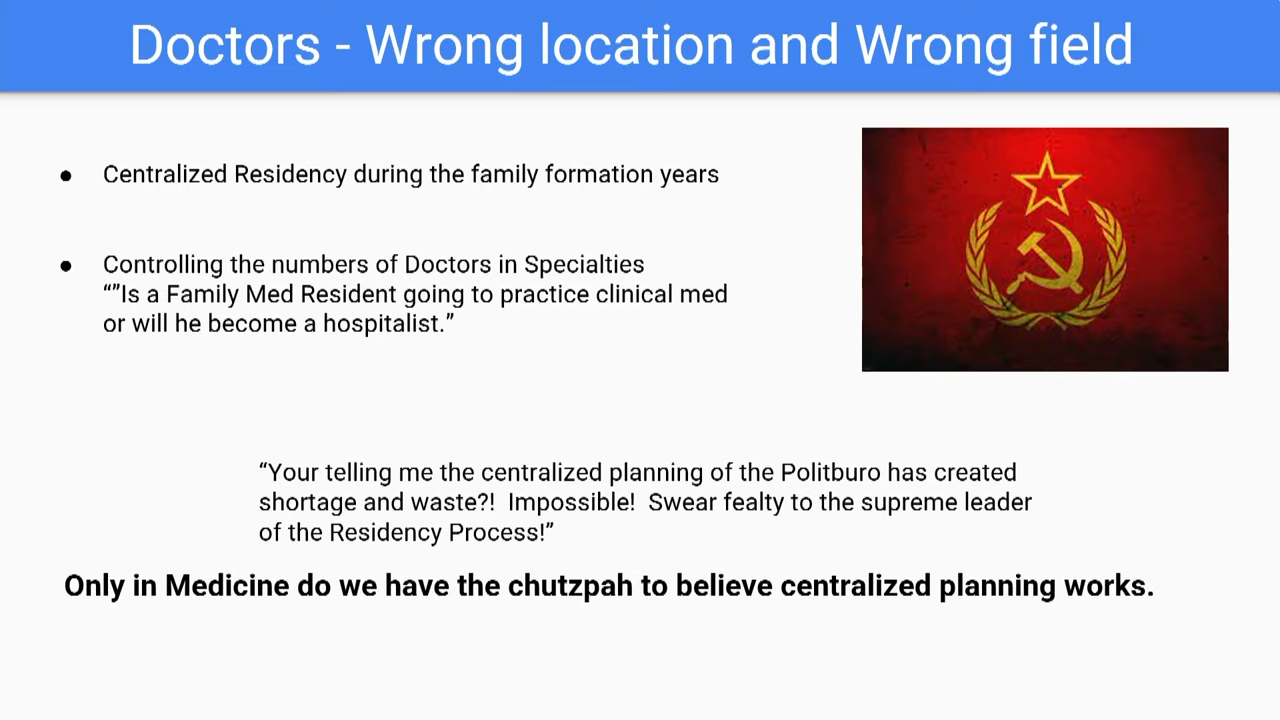 Doctors - Wrong location and Wrong field
● Centralized Residency during the family formation years
● Controlling the numbers of Doctors in Specialties
“”Is a Family Med Resident going to practice clinical med
or will he become a hospitalist.”
“Your telling me the centralized planning of the Politburo has created
shortage and waste?!  Impossible!  Swear fealty to the supreme leader
of the Residency Process!”
Only in Medicine do we have the chutzpah to believe centralized planning works.